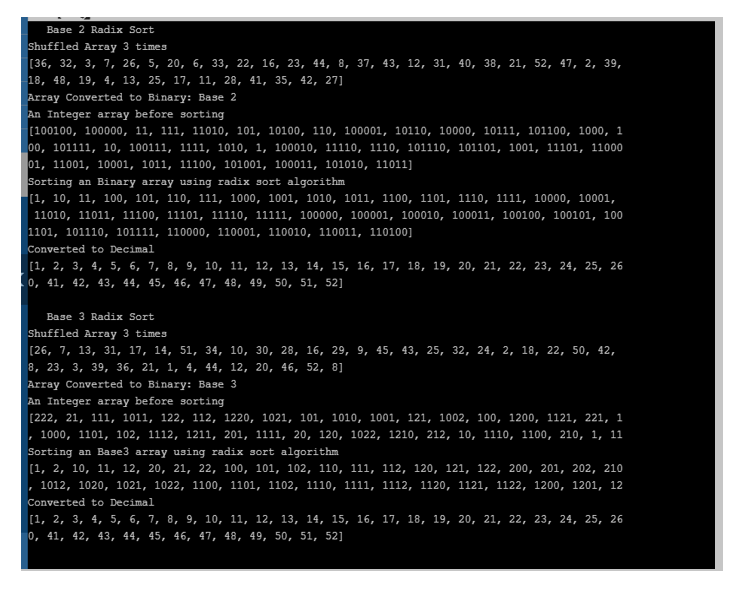 Base 2 Radix Sort
Shuffled Array 3 times
[36, 32, 3, 7, 26, 5, 20, 6, 33, 22, 16, 23, 44, 8, 37, 43, 12, 31, 40, 38, 21, 52, 47, 2, 39,
18, 48, 19, 4, 13, 25, 17, 11, 28, 41, 35, 42, 27]
Array Converted to Binary: Base 2
An Integer array before sorting
[100100, 100000, 11, 111, 11010, 101, 10100, 110, 100001, 10110, 10000, 10111, 101100, 1000, 1
00, 101111, 10, 100111, 1111, 1010, 1, 100010, 11110, 1110, 101110, 101101, 1001, 11101, 11000
01, 11001, 10001, 1011, 11100, 101001, 100011, 101010, 11011]
Sorting an Binary array using radix sort algorithm
[1, 10, 11, 100, 101, 110, 111, 1000, 1001, 1010, 1011, 1100, 1101, 1110, 1111, 10000, 10001,
11010, 11011, 11100, 11101, 11110, 11111, 100000, 100001, 100010, 100011, 100100, 100101, 100
1101, 101110, 101111, 110000, 110001, 110010, 110011, 110100]
Converted to Decimal
[1, 2, 3, 4, 5, 6, 7, 8, 9, 10, 11, 12, 13, 14, 15, 16, 17, 18, 19, 20, 21, 22, 23, 24, 25, 26
0, 41, 42, 43, 44, 45, 46, 47, 48, 49, 50, 51, 52]
Base 3 Radix Sort
Shuffled Array 3 times
[26, 7, 13, 31, 17, 14, 51, 34, 10, 30, 28, 16, 29, 9, 45, 43, 25, 32, 24, 2, 18, 22, 50, 42,
8, 23, 3, 39, 36, 21, 1, 4, 44, 12, 20, 46, 52, 8]
Array Converted to Binary: Base 3
An Integer array before sorting
[222, 21, 111, 1011, 122, 112, 1220, 1021, 101, 1010, 1001, 121, 1002, 100, 1200, 1121, 221, 1
, 1000, 1101, 102, 1112, 1211, 201, 1111, 20, 120, 1022, 1210, 212, 10, 1110, 1100, 210, 1, 11
Sorting an Base3 array using radix sort algorithm
[1, 2, 10, 11, 12, 20, 21, 22, 100, 101, 102, 110, 111, 112, 120, 121, 122, 200, 201, 202, 210
, 1012, 1020, 1021, 1022, 1100, 1101, 1102, 1110, 1111, 1112, 1120, 1121, 1122, 1200, 1201, 12
Converted to Decimal
[1, 2, 3, 4, 5, 6, 7, 8, 9, 10, 11, 12, 13, 14, 15, 16, 17, 18, 19, 20, 21, 22, 23, 24, 25, 26
0, 41, 42, 43, 44, 45, 46, 47, 48, 49, 50, 51, 52]